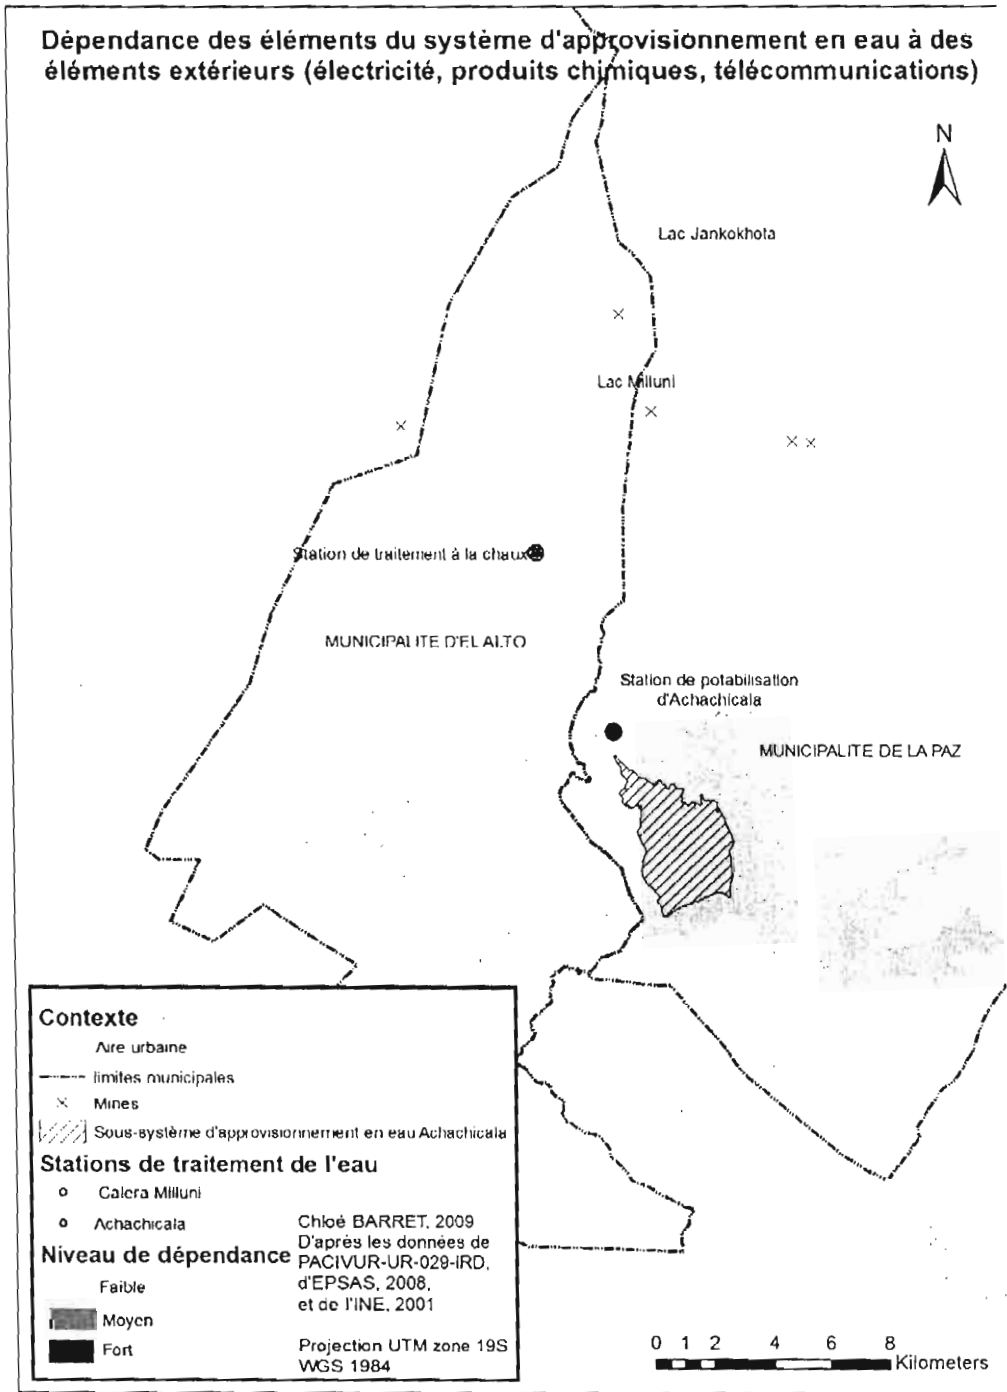 Dépendance des éléments du système d'approvisionnement en eau à des
éléments extérieurs (électricité, produits chimiques, télécommunications)
N
Lac Jankokhota
Lac Milluni
Station de traitement à la chaux
MUNICIPALITE D'EL ALTO
Station de potabilisation
d'Achachicala
MUNICIPALITE DE LA PAZ
Contexte
Aire urbaine
limites municipales
Mines
Sous-système d'approvisionnement en eau Achachicala
Stations de traitement de l'eau
Calera Milluni
Achachicala
Niveau de dépendance
Faible
Moyen
Fort
Chloé BARRET, 2009
D'après les données de
PACIVUR-UR-029-IRD,
d'EPSAS, 2008,
et de l'INE, 2001
Projection UTM zone 19S
WGS 1984
0 1 2 4 6 8
Kilometers